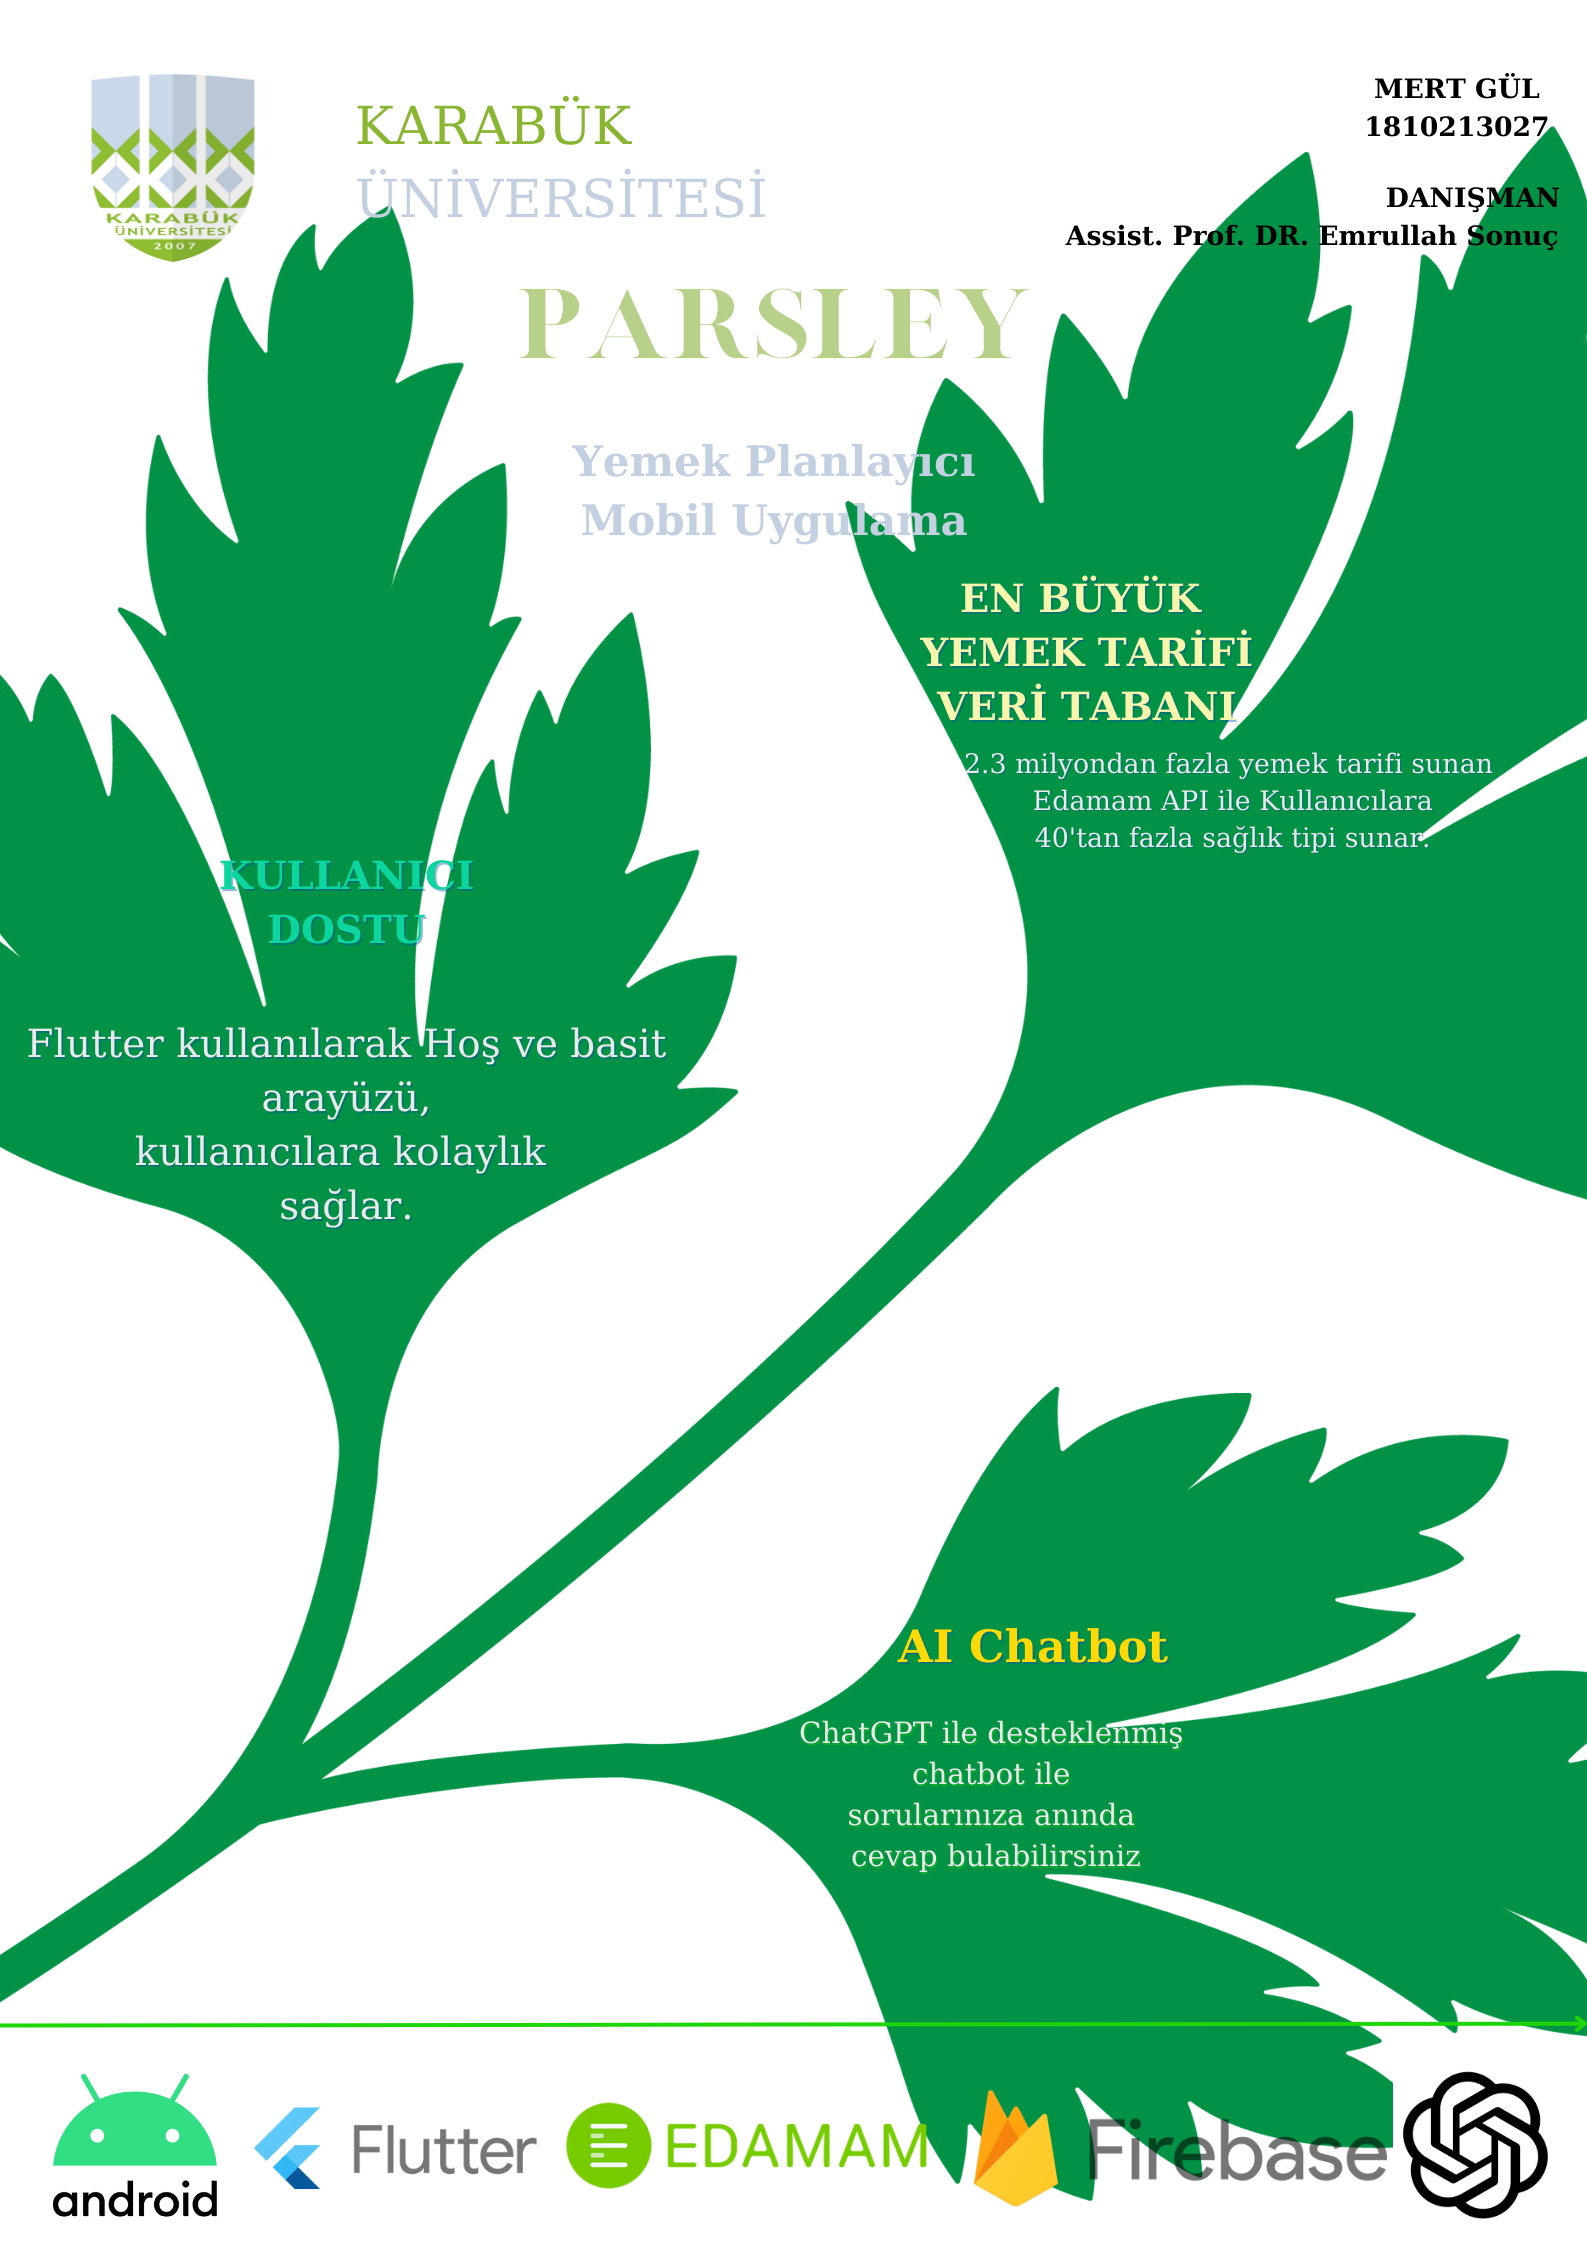 KARABÜK
ÜNİVERSİTESİ
2007
KARABÜK
ÜNİVERSİTESİ
MERT GÜL
1810213027
DANIŞMAN
Assist. Prof. DR. Emrullah Sonuç
PARSLEY
Yemek Planlayıcı
Mobil Uygulama
EN BÜYÜK
YEMEK TARİFİ
VERİ TABANI
2.3 milyondan fazla yemek tarifi sunan
Edamam API ile Kullanıcılara
40'tan fazla sağlık tipi sunar.
KULLANICI
DOSTU
Flutter kullanılarak Hoş ve basit
arayüzü,
kullanıcılara kolaylık
sağlar.
AI Chatbot
ChatGPT ile desteklenmiş
chatbot ile
sorularınıza anında
cevap bulabilirsiniz
android
Flutter
EDAMAM
Firebase